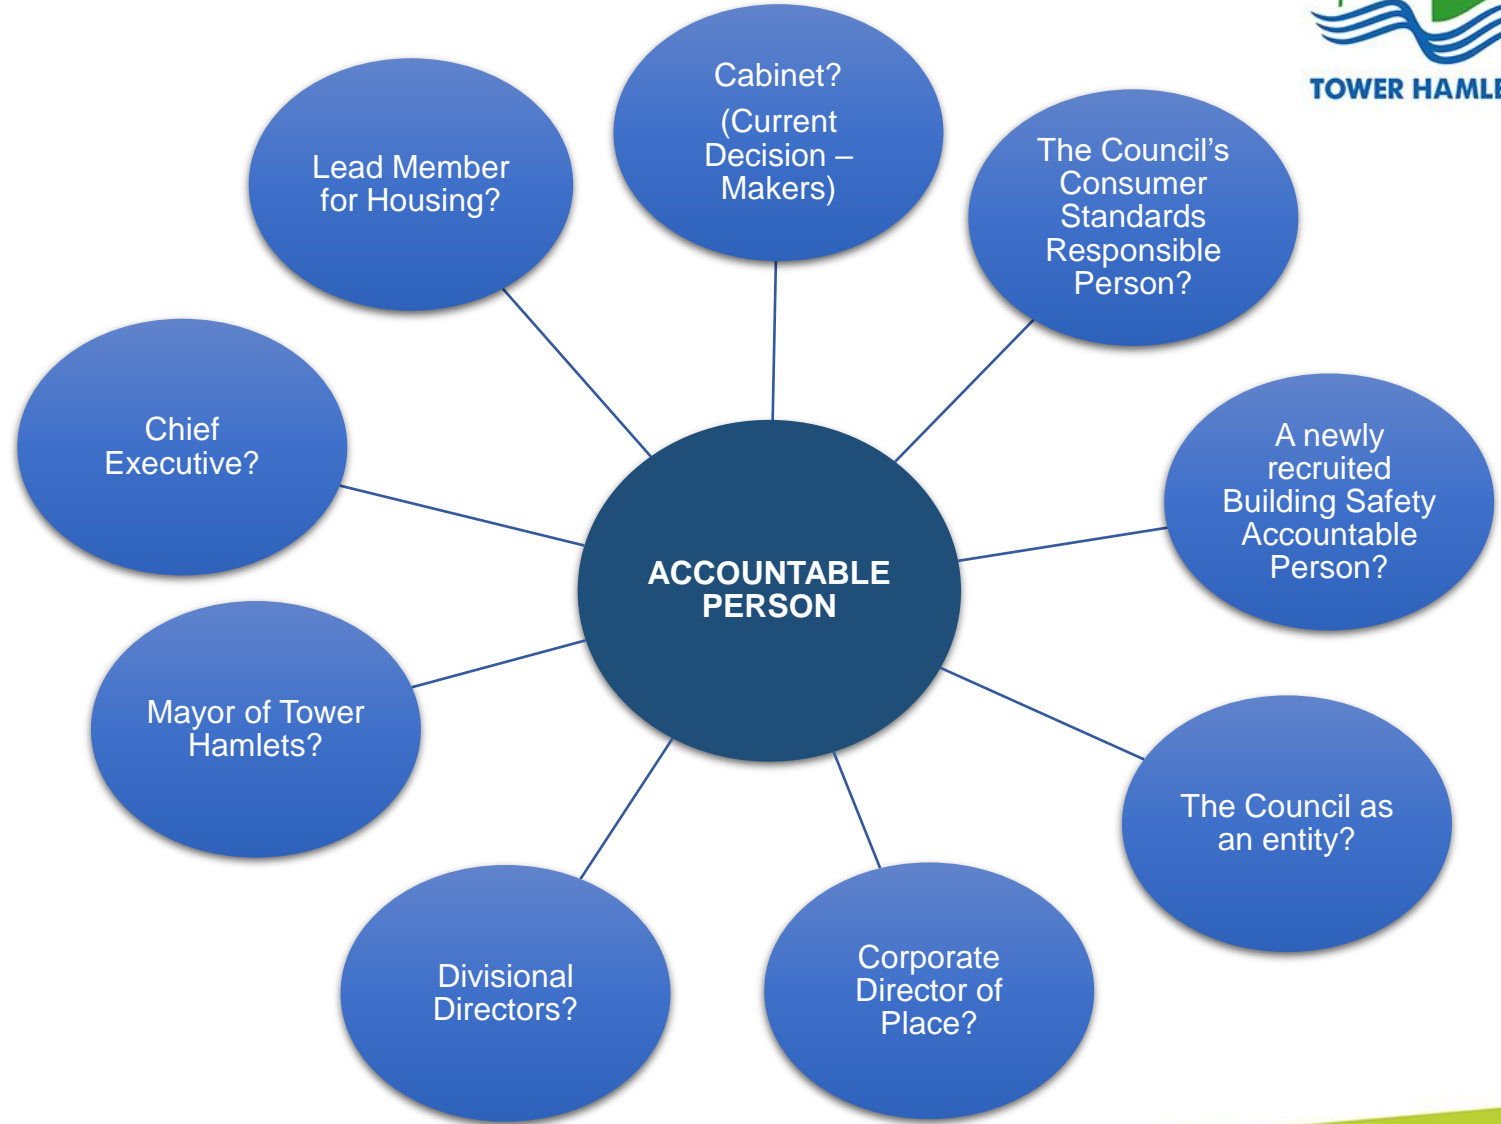 Cabinet?
(Current
Decision –
Makers)
TOWER HAMLE
Lead Member
for Housing?
The Council’s
Consumer
Standards
Responsible
Person?
Chief
Executive?
A newly
recruited
Building Safety
Accountable
Person?
ACCOUNTABLE
PERSON
Mayor of Tower
Hamlets?
The Council as
an entity?
Divisional
Directors?
Corporate
Director of
Place?